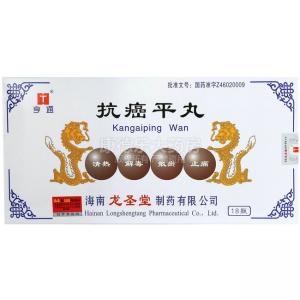 批准文号：国药准字Z46020009
亨通
抗癌平丸
Kangaiping Wan
清热 解毒 散瘀 止痛
海南 龙圣堂 制药有限公司
Hainan Longshengtang Pharmaceutical Co., Ltd.
18瓶